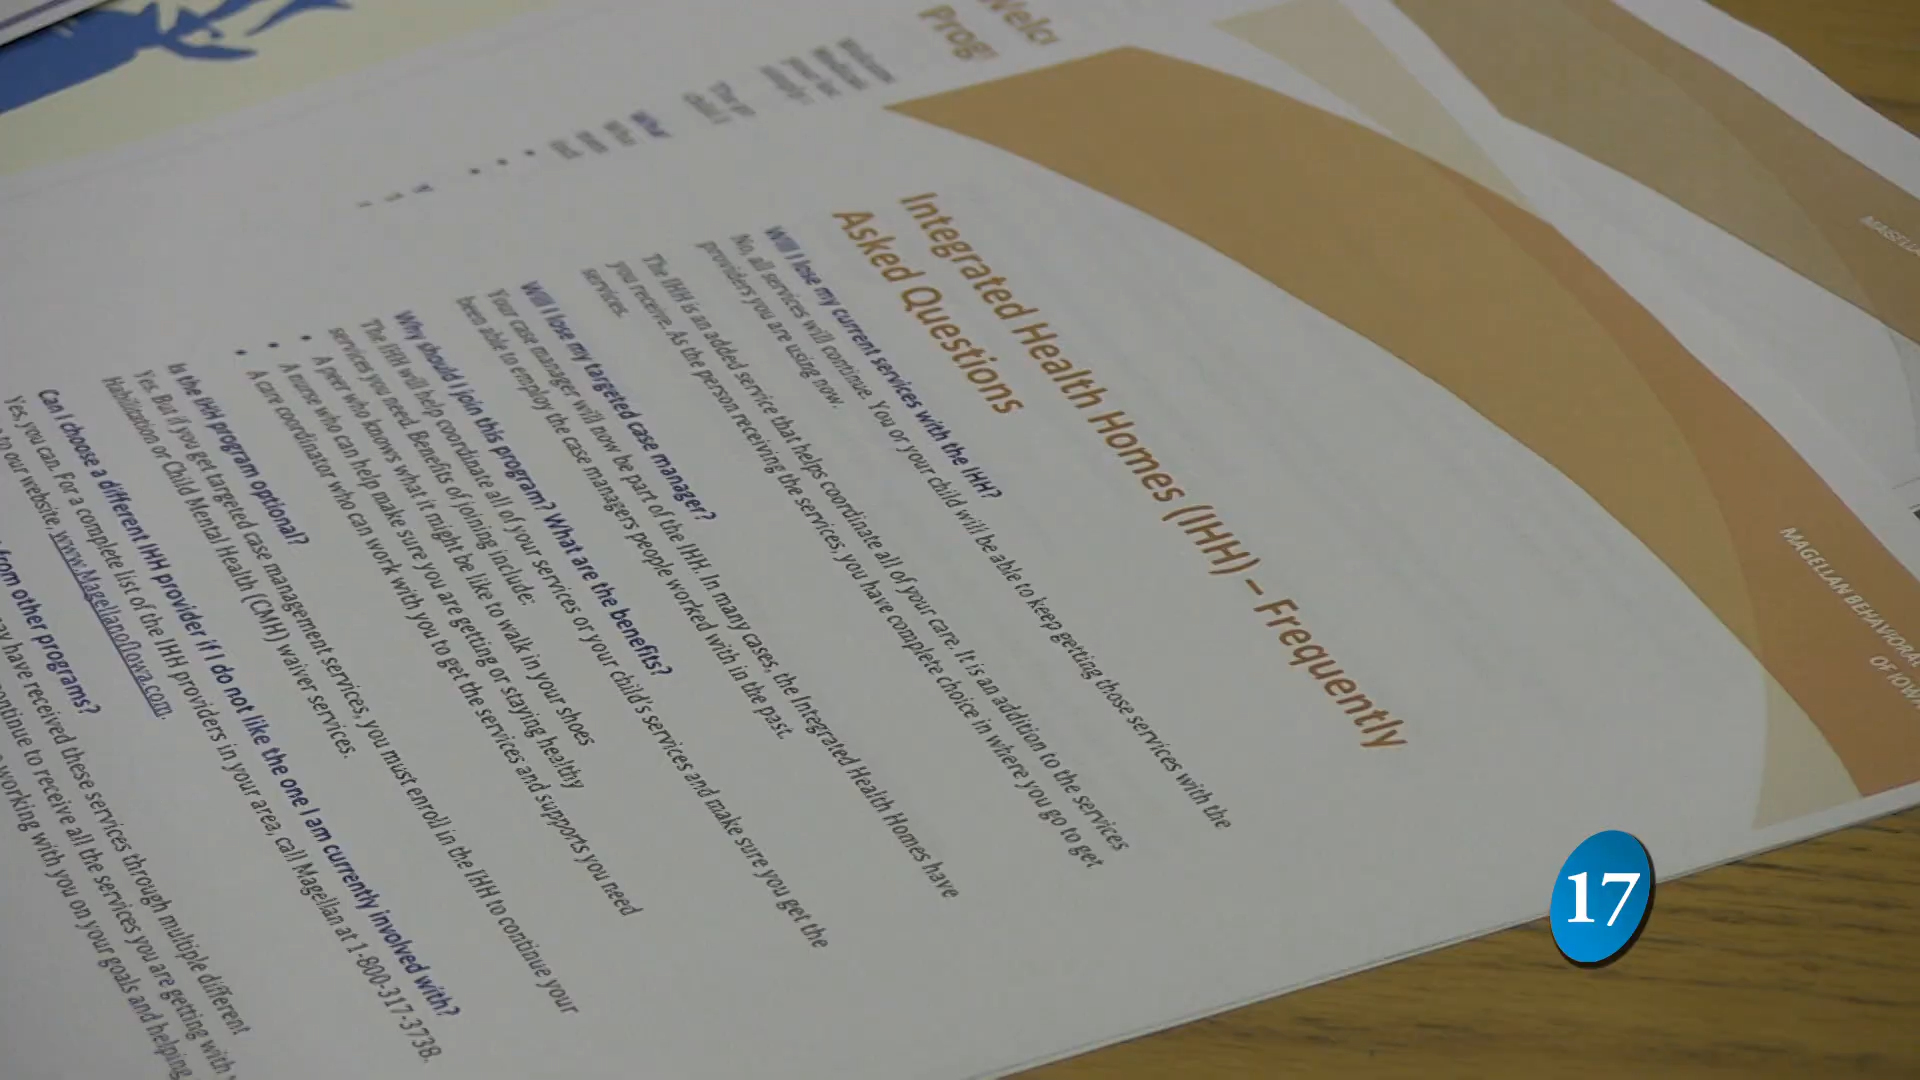 Integrated Health Homes (IHH) – Frequently
Asked Questions
Will I lose my current services with the IHH?
No, all services will continue. You or your child will be able to keep getting those services with the
providers you are using now.
The IHH is an added service that helps coordinate all of your care. It is an addition to the services
you receive. As the person receiving the services, you have complete choice in where you go to get
services.
Will I lose my targeted case manager?
Your case manager will now be part of the IHH. In many cases, the Integrated Health Homes have
been able to employ the case managers people worked with in the past.
Why should I join this program? What are the benefits?
The IHH will help coordinate all of your services or your child's services and make sure you get the
services you need. Benefits of joining include:
• A peer who knows what it might be like to walk in your shoes
• A nurse who can help make sure you are getting or staying healthy
• A care coordinator who can work with you to get the services and supports you need
Is the IHH program optional?
Yes. But if you get targeted case management services, you must enroll in the IHH to continue your
Habilitation or Child Mental Health (CMH) waiver services.
Can I choose a different IHH provider if I do not like the one I am currently involved with?
Yes, you can. For a complete list of the IHH providers in your area, call Magellan at 1-800-317-3738.
to our website, www.MagellanofIowa.com.
from other programs?
may have received these services through multiple different
continue to receive all the services you are getting with
working with you on your goals and helping
MAGELLAN BEHAVIORAL
OF IOW
MAGELLA
Welco
Prog
What
17